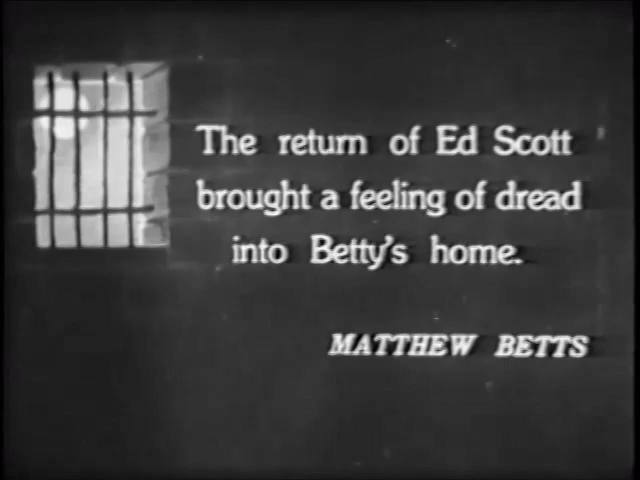 The return of Ed Scott
brought a feeling of dread
into Betty's home.
MATTHEW BETTS